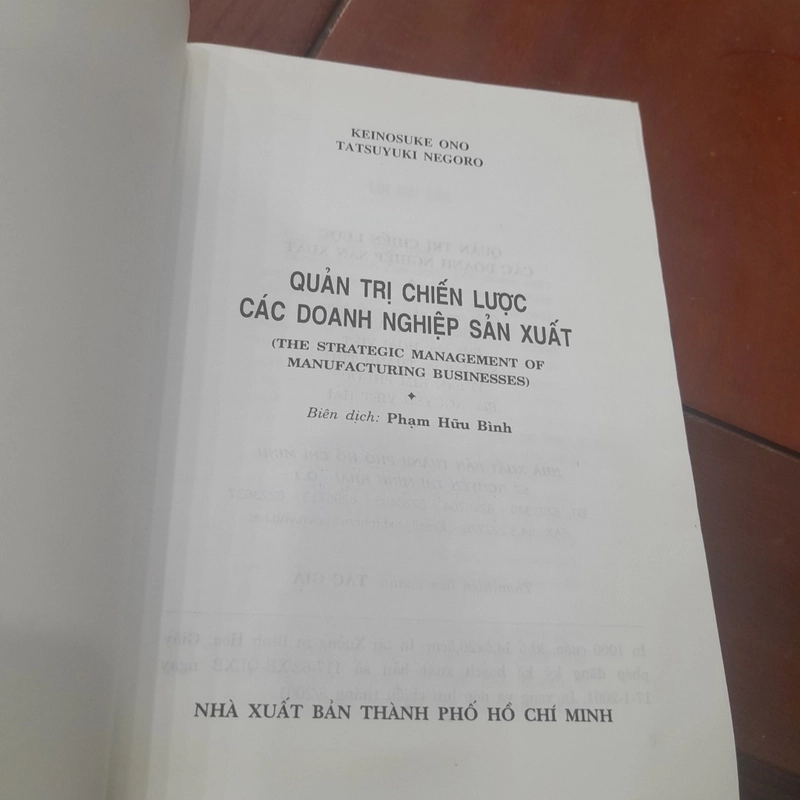 KEINOSUKE ONO
TATSUYUKI NEGORO
QUẢN TRỊ CHIẾN LƯỢC
CÁC DOANH NGHIỆP SẢN XUẤT
(THE STRATEGIC MANAGEMENT OF
MANUFACTURING BUSINESSES)
Biên dịch: Phạm Hữu Bình
NHÀ XUẤT BẢN THÀNH PHỐ HỒ CHÍ MINH